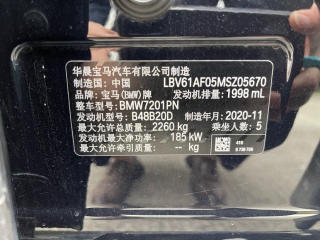 华晨宝马汽车有限公司制造
制造国：中国 LBV61AF05MSZ05670
品牌：宝马(BMW)牌 发动机排量：1998 mL
整车型号：BMW7201PN
发动机型号：B48B20D 制造年月：2020-11
最大允许总质量：2260kg 乘坐人数：5
发动机最大净功率：185 kW
最大允许牵引质量：-- kg